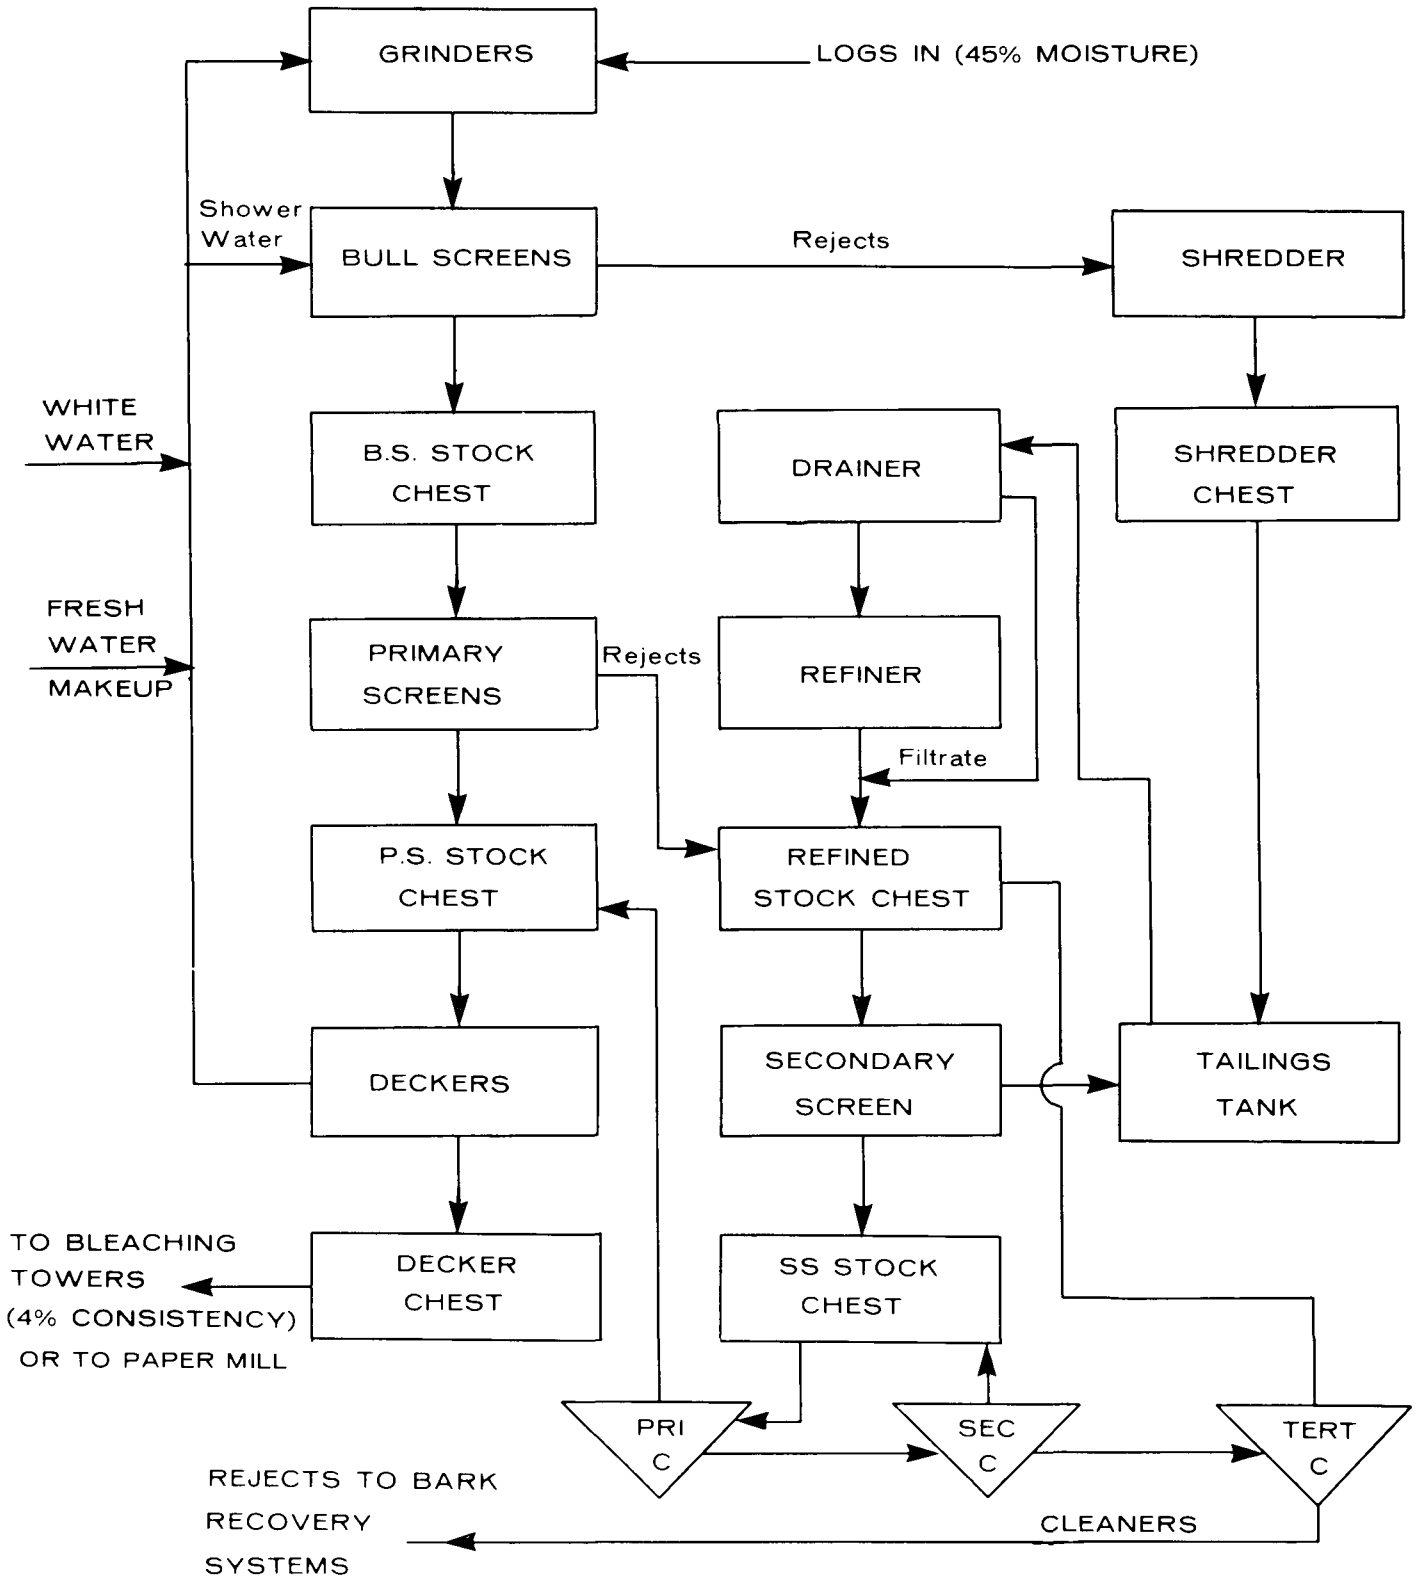 GRINDERS
LOGS IN (45% MOISTURE)
Shower
Water
BULL SCREENS
Rejects
SHREDDER
WHITE
WATER
B.S. STOCK
CHEST
DRAINER
SHREDDER
CHEST
FRESH
WATER
MAKEUP
PRIMARY
SCREENS
Rejects
REFINER
Filtrate
P.S. STOCK
CHEST
REFINED
STOCK CHEST
DECKERS
SECONDARY
SCREEN
TAILINGS
TANK
TO BLEACHING
TOWERS
(4% CONSISTENCY)
OR TO PAPER MILL
DECKER
CHEST
SS STOCK
CHEST
PRI
C
SEC
C
TERT
C
REJECTS TO BARK
RECOVERY
SYSTEMS
CLEANERS